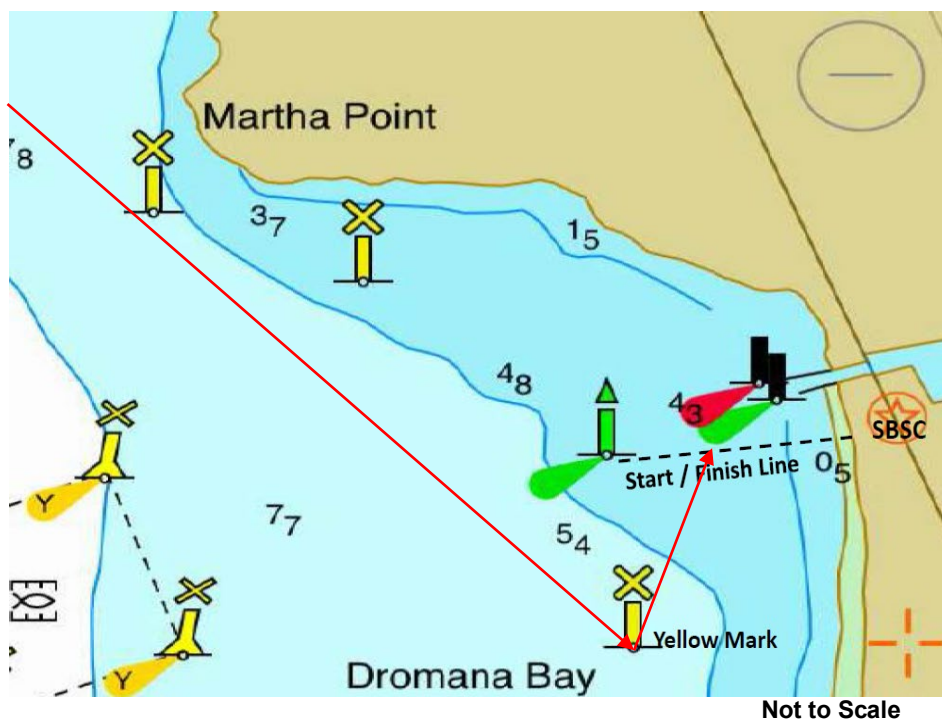 Martha Point
7₈
3₇
1₅
4₈
4₃
SBSC
Start / Finish Line
0₅
Y
7₇
5₄
Yellow Mark
Y
Dromana Bay
Not to Scale